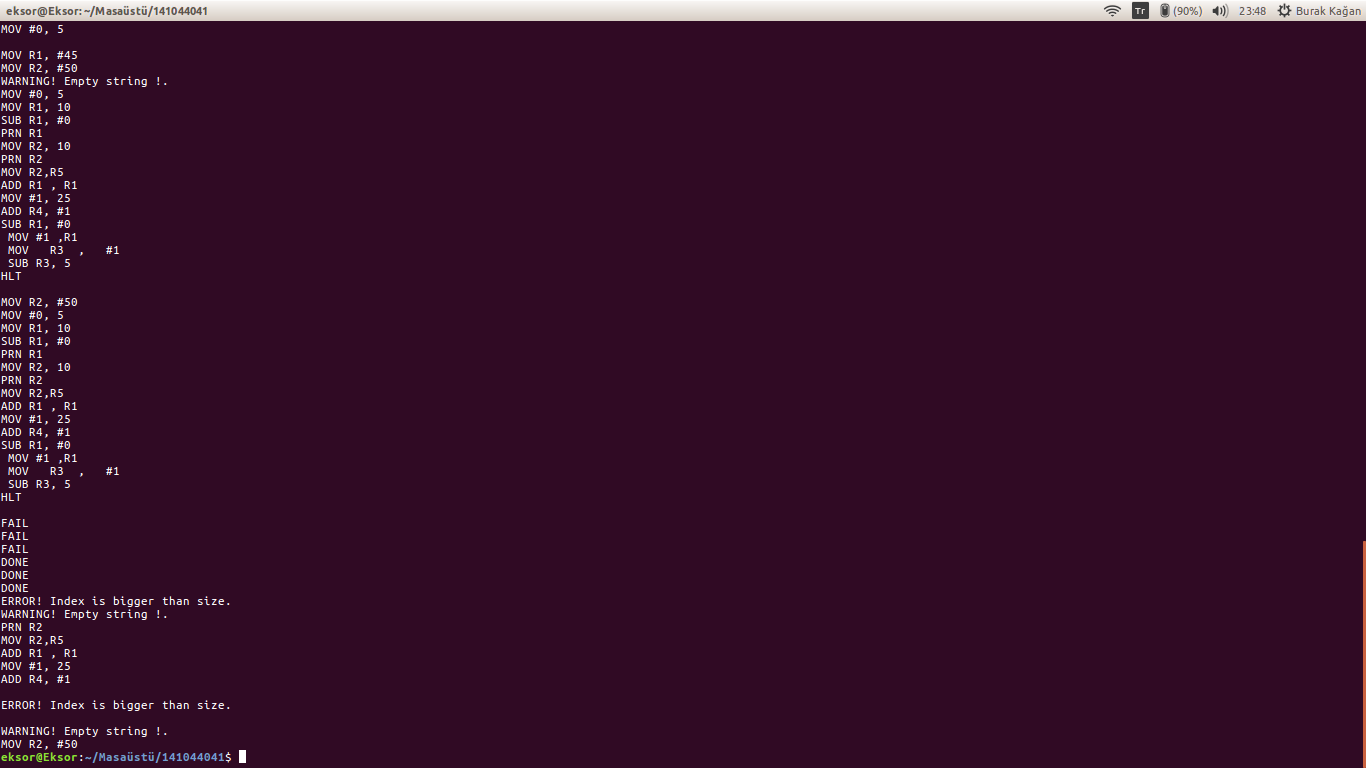 eksor@Eksor: ~/Masaüstü/141044041
Tr (90%) 23:48 Burak Kağan
MOV #0, 5

MOV R1, #45
MOV R2, #50
WARNING! Empty string !.
MOV #0, 5
MOV R1, 10
SUB R1, #0
PRN R1
MOV R2, 10
PRN R2
MOV R2,R5
ADD R1 , R1
MOV #1, 25
ADD R4, #1
SUB R1, #0
 MOV #1 ,R1
 MOV   R3  ,   #1
 SUB R3, 5
HLT

MOV R2, #50
MOV #0, 5
MOV R1, 10
SUB R1, #0
PRN R1
MOV R2, 10
PRN R2
MOV R2,R5
ADD R1 , R1
MOV #1, 25
ADD R4, #1
SUB R1, #0
 MOV #1 ,R1
 MOV   R3  ,   #1
 SUB R3, 5
HLT

FAIL
FAIL
FAIL
DONE
DONE
DONE
ERROR! Index is bigger than size.
WARNING! Empty string !.
PRN R2
MOV R2,R5
ADD R1 , R1
MOV #1, 25
ADD R4, #1

ERROR! Index is bigger than size.

WARNING! Empty string !.
MOV R2, #50
eksor@Eksor:~/Masaüstü/141044041$